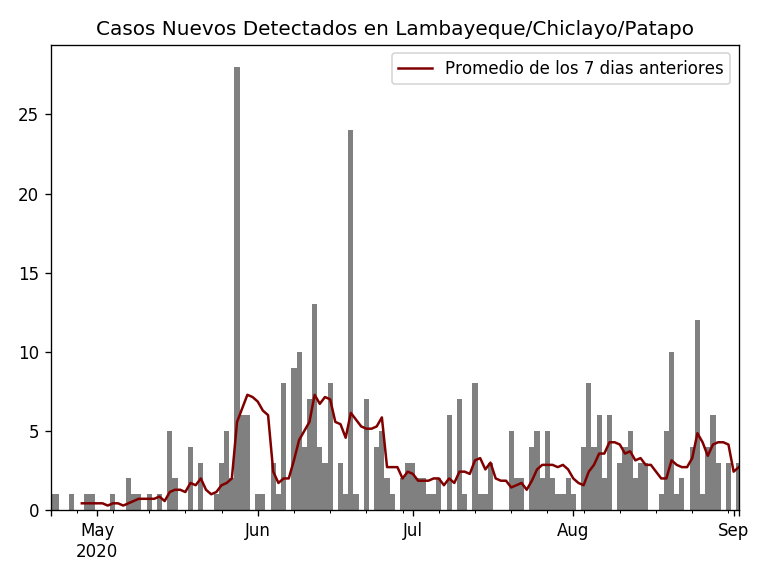 Casos Nuevos Detectados en Lambayeque/Chiclayo/Patapo
Promedio de los 7 dias anteriores
25
20
15
10
5
0
May
2020
Jun
Jul
Aug
Sep